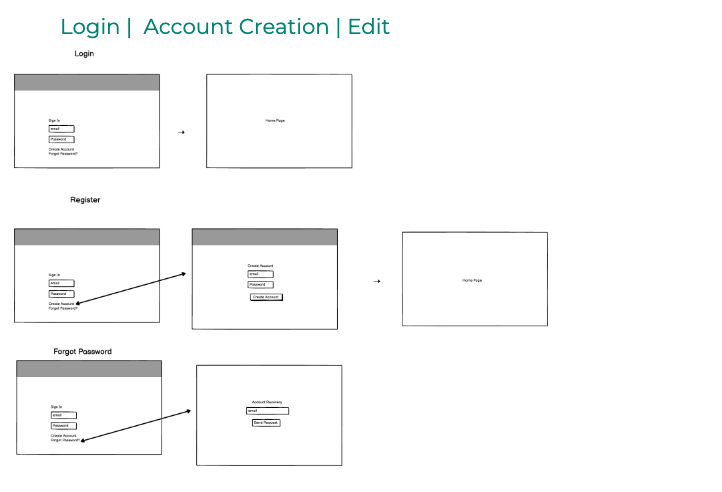 Login | Account Creation | Edit
Login
Sign In
email
Password
Create Account
Forgot Password?
Home Page
Register
Sign In
email
Password
Create Account
Forgot Password?
Create Account
email
Password
Create Account
Home Page
Forgot Password
Sign In
email
Password
Create Account
Forgot Password?
Account Recovery
email
Send Request